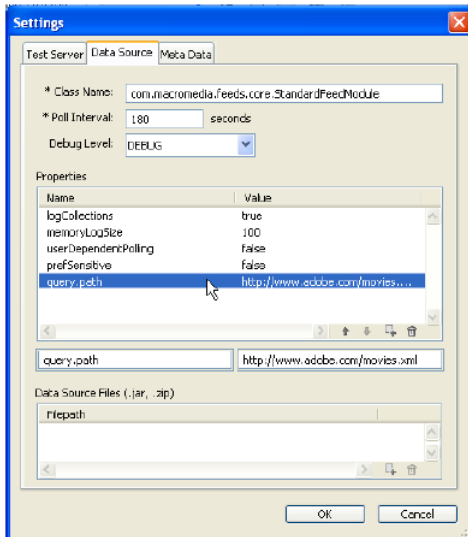 Settings
Test Server Data Source Meta Data
* Class Name: com.macromedia.feeds.core.StandardFeedModule
* Poll Interval: 180 seconds
Debug Level: DEBUG
Properties
Name Value
logCollections true
memoryLogSize 100
userDependentPolling false
prefSensitive false
query.path http://www.adobe.com/movies....
query.path http://www.adobe.com/movies.xml
Data Source Files (.jar, .zip)
Filepath
OK Cancel